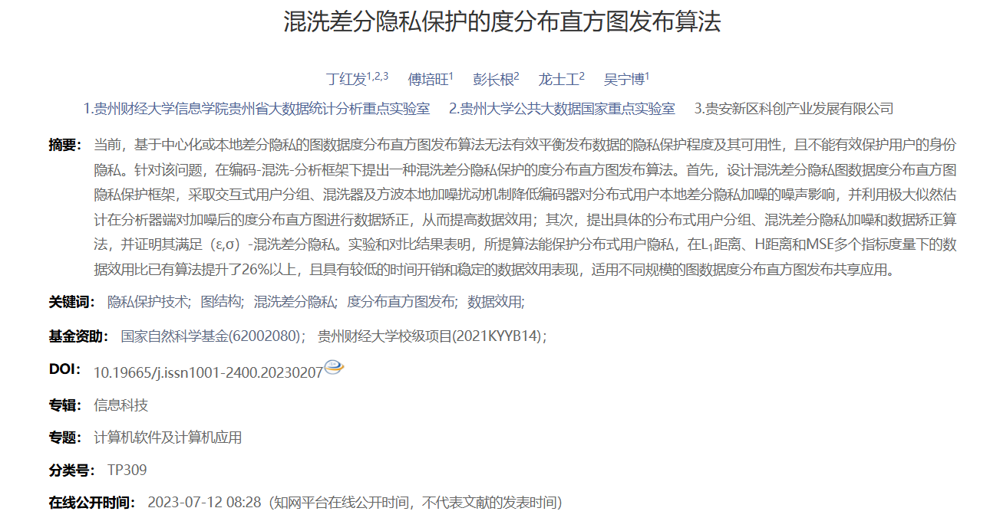 混洗差分隐私保护的度分布直方图发布算法
丁红发1,2,3 傅培旺1 彭长根2 龙士工2 吴宁博1
1.贵州财经大学信息学院贵州省大数据统计分析重点实验室 2.贵州大学公共大数据国家重点实验室 3.贵安新区科创产业发展有限公司
摘要： 当前，基于中心化或本地差分隐私的图数据度分布直方图发布算法无法有效平衡发布数据的隐私保护程度及其可用性，且不能有效保护用户的身份
隐私。针对该问题，在编码-混洗-分析框架下提出一种混洗差分隐私保护的度分布直方图发布算法。首先，设计混洗差分隐私图数据度分布直方图
隐私保护框架，采取交互式用户分组、混洗器及方波本地加噪扰动机制降低编码器对分布式用户本地差分隐私加噪的噪声影响，并利用极大似然估
计在分析器端对加噪后的度分布直方图进行数据矫正，从而提高数据效用；其次，提出具体的分布式用户分组、混洗差分隐私加噪和数据矫正算
法，并证明其满足（ε,σ）-混洗差分隐私。实验和对比结果表明，所提算法能保护分布式用户隐私，在L₁距离、H距离和MSE多个指标度量下的数
据效用比已有算法提升了26%以上，且具有较低的时间开销和稳定的数据效用表现，适用不同规模的图数据度分布直方图发布共享应用。
关键词： 隐私保护技术; 图结构; 混洗差分隐私; 度分布直方图发布; 数据效用;
基金资助： 国家自然科学基金(62002080)； 贵州财经大学校级项目(2021KYYB14)；
DOI： 10.19665/j.issn1001-2400.20230207
专辑： 信息科技
专题： 计算机软件及计算机应用
分类号： TP309
在线公开时间： 2023-07-12 08:28（知网平台在线公开时间，不代表文献的发表时间）